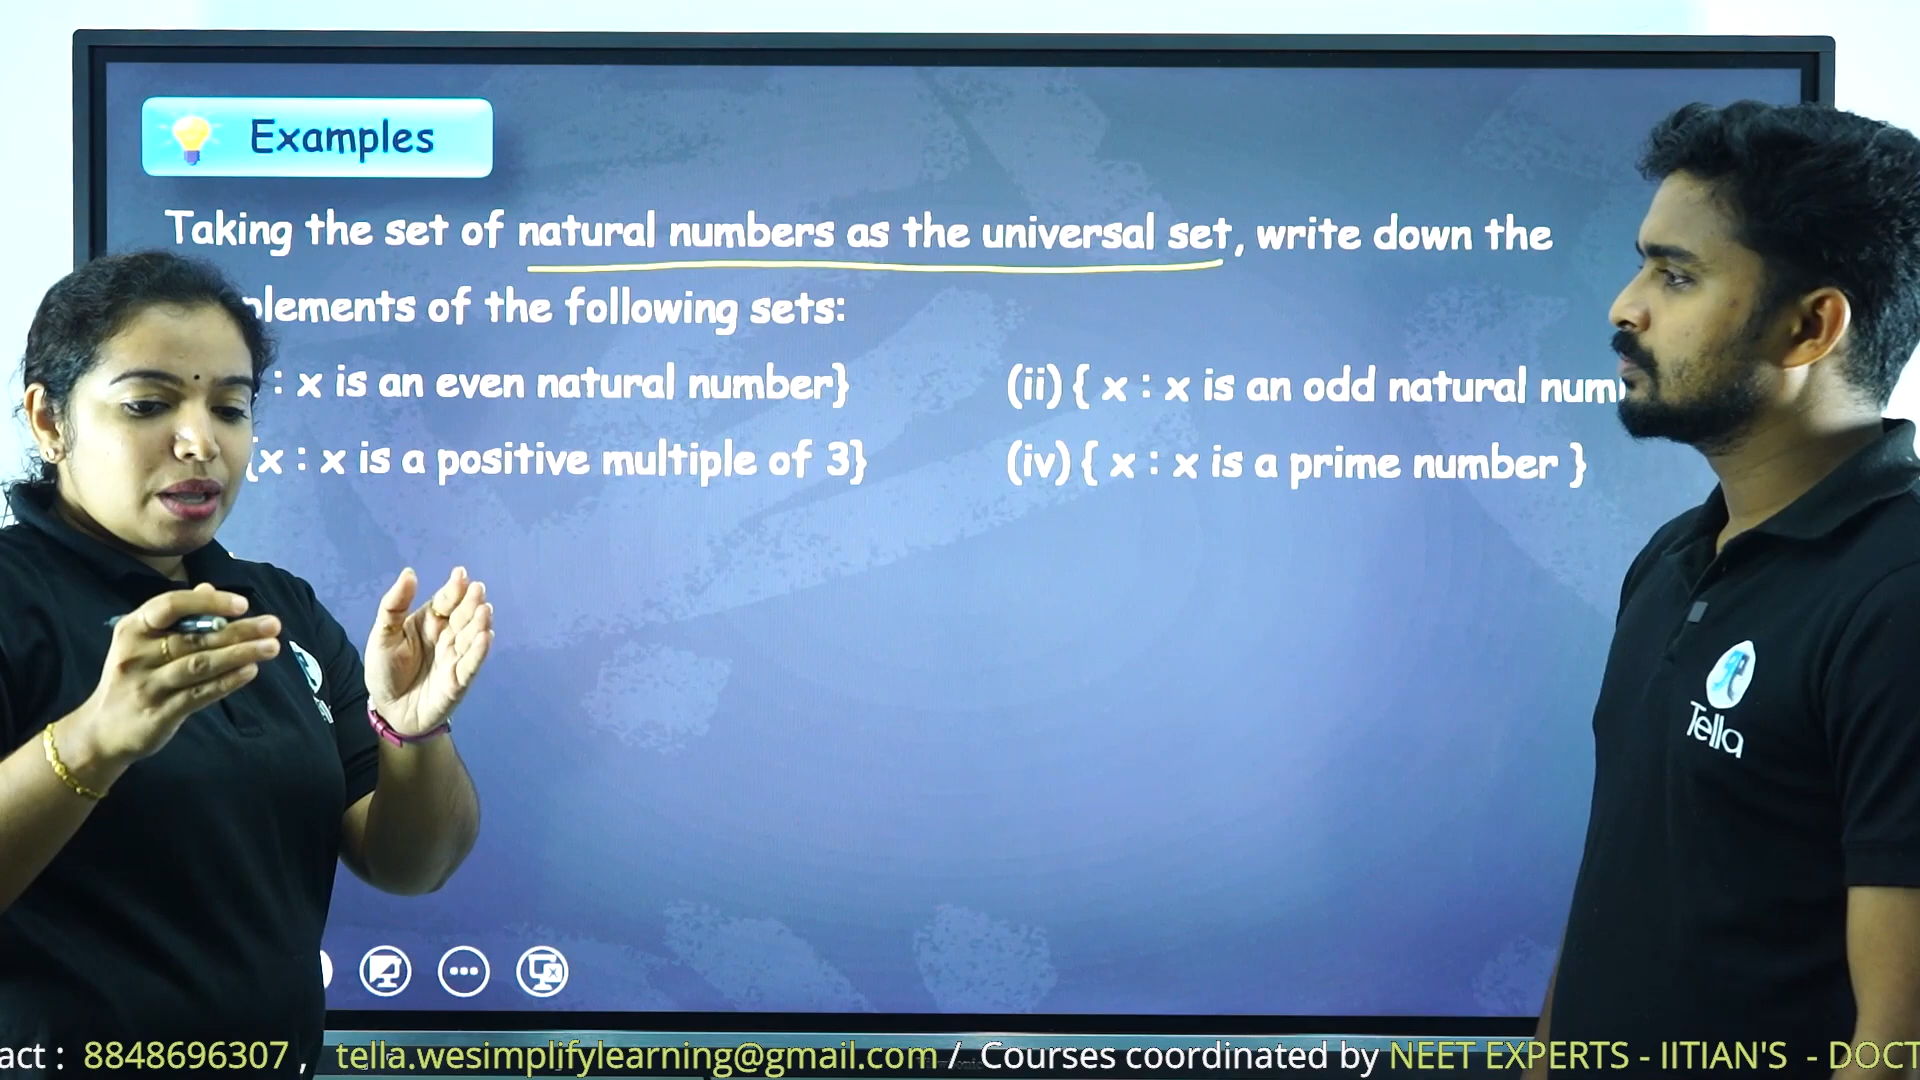 Examples
Taking the set of natural numbers as the universal set, write down the
plements of the following sets:
: x is an even natural number}
(ii) { x : x is an odd natural num
{x : x is a positive multiple of 3}
(iv) { x : x is a prime number }
Tella
act : 8848696307 , tella.wesimplifylearning@gmail.com / Courses coordinated by NEET EXPERTS - IITIAN'S - DOCT